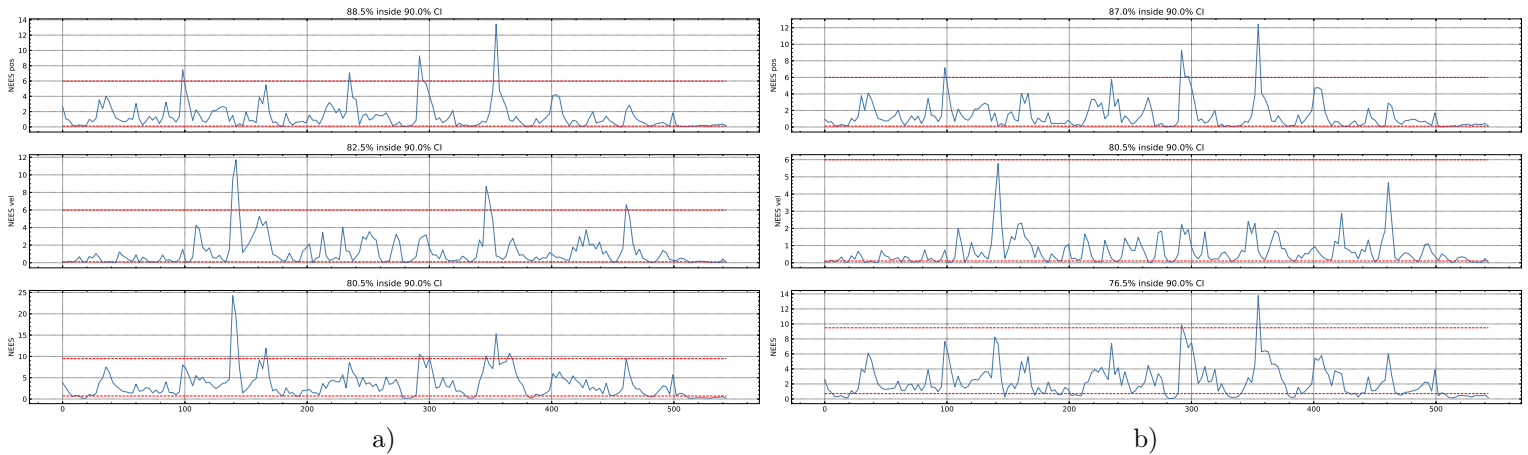 88.5% inside 90.0% CI
NEES pos
14
12
10
8
6
4
2
0
82.5% inside 90.0% CI
NEES vel
12
10
8
6
4
2
0
80.5% inside 90.0% CI
NEES
25
20
15
10
5
0
0 100 200 300 400 500
a)
87.0% inside 90.0% CI
NEES pos
12
10
8
6
4
2
0
80.5% inside 90.0% CI
NEES vel
6
5
4
3
2
1
0
76.5% inside 90.0% CI
NEES
14
12
10
8
6
4
2
0
0 100 200 300 400 500
b)